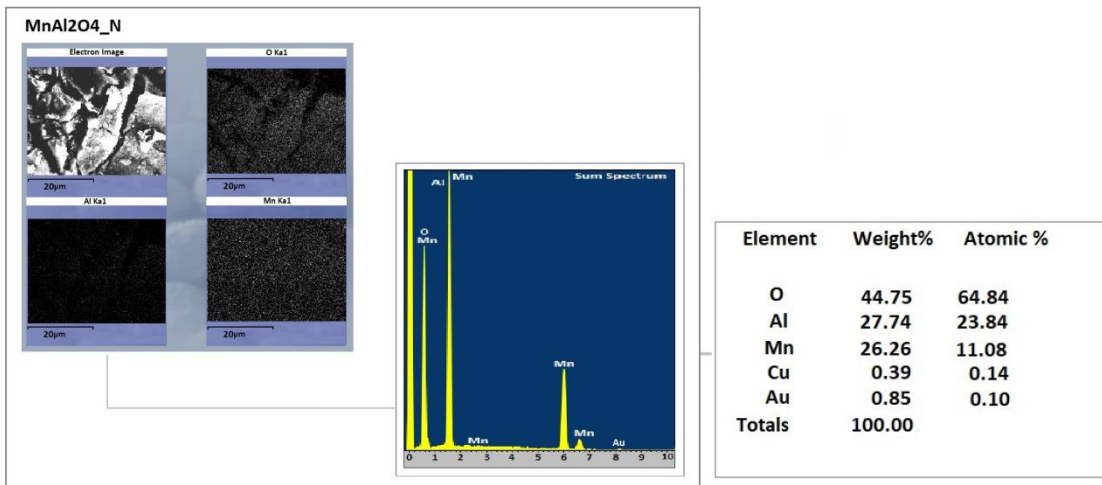 MnAl2O4_N
Electron Image
O Ka1
20µm
Al Ka1
Mn Ka1
20µm
20µm
Sum Spectrum
Al
Mn
O
Mn
Mn
Mn
Mn
Au
0 1 2 3 4 5 6 7 8 9 10
Element Weight% Atomic %
O 44.75 64.84
Al 27.74 23.84
Mn 26.26 11.08
Cu 0.39 0.14
Au 0.85 0.10
Totals 100.00